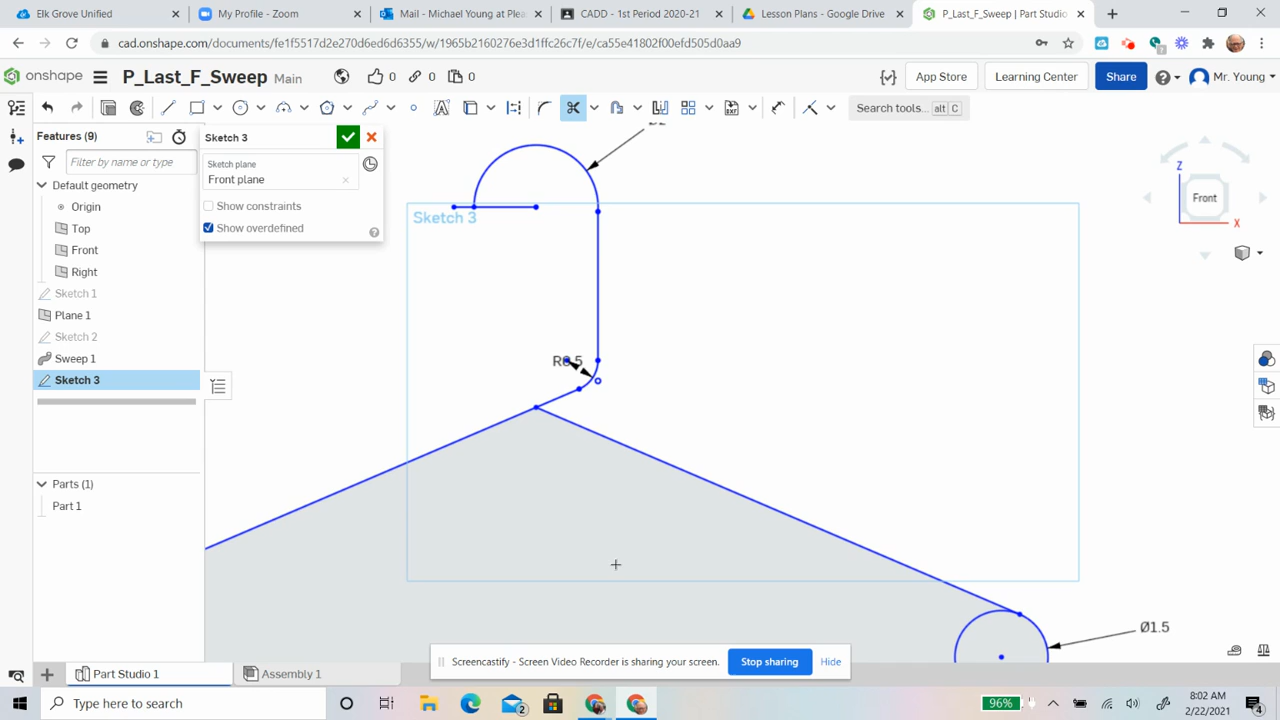 Elk Grove Unified
My Profile - Zoom
Mail - Michael Young at Plea
CADD - 1st Period 2020-21
Lesson Plans - Google Drive
P_Last_F_Sweep | Part Studio
cad.onshape.com/documents/fe1f5517d2e270d6ed6d6355/w/1965b2160276e3d1ffc26c7f/e/ca55e41802f00efd505d0aa9
onshape
P_Last_F_Sweep Main
0
0
0
App Store
Learning Center
Share
Mr. Young
Search tools... alt C
Features (9)
Filter by name or type
Default geometry
Origin
Top
Front
Right
Sketch 1
Plane 1
Sketch 2
Sweep 1
Sketch 3
Parts (1)
Part 1
Sketch 3
Sketch plane
Front plane
Show constraints
Show overdefined
Sketch 3
Ø1.5
Z
Front
X
Screencastify - Screen Video Recorder is sharing your screen.
Stop sharing
Hide
Part Studio 1
Assembly 1
Type here to search
2
96%
8:02 AM
2/22/2021
4